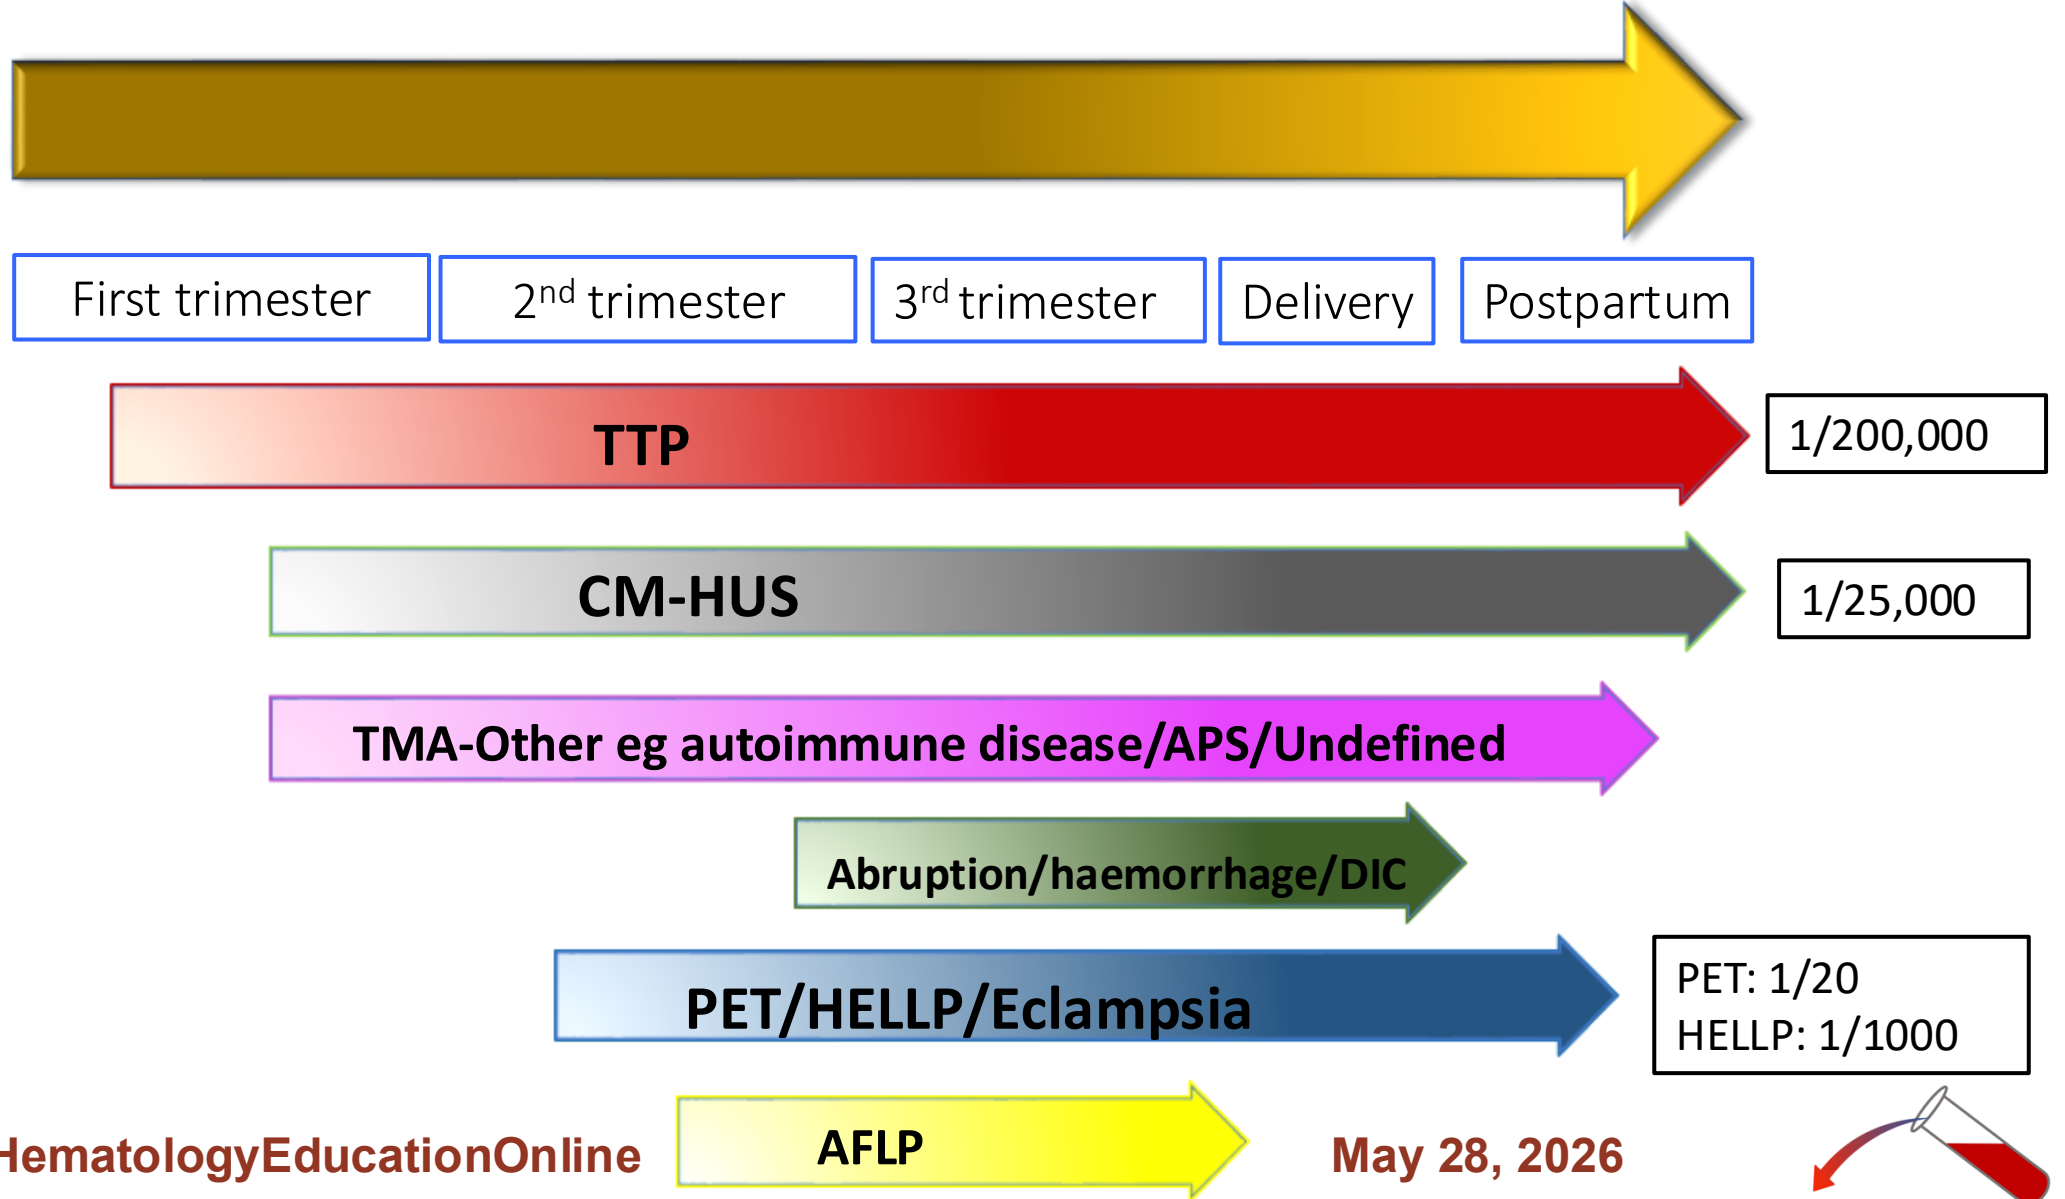 First trimester
2nd trimester
3rd trimester
Delivery
Postpartum
TTP
1/200,000
CM-HUS
1/25,000
TMA-Other eg autoimmune disease/APS/Undefined
Abruption/haemorrhage/DIC
PET/HELLP/Eclampsia
PET: 1/20
HELLP: 1/1000
AFLP
HematologyEducationOnline
May 28, 2026